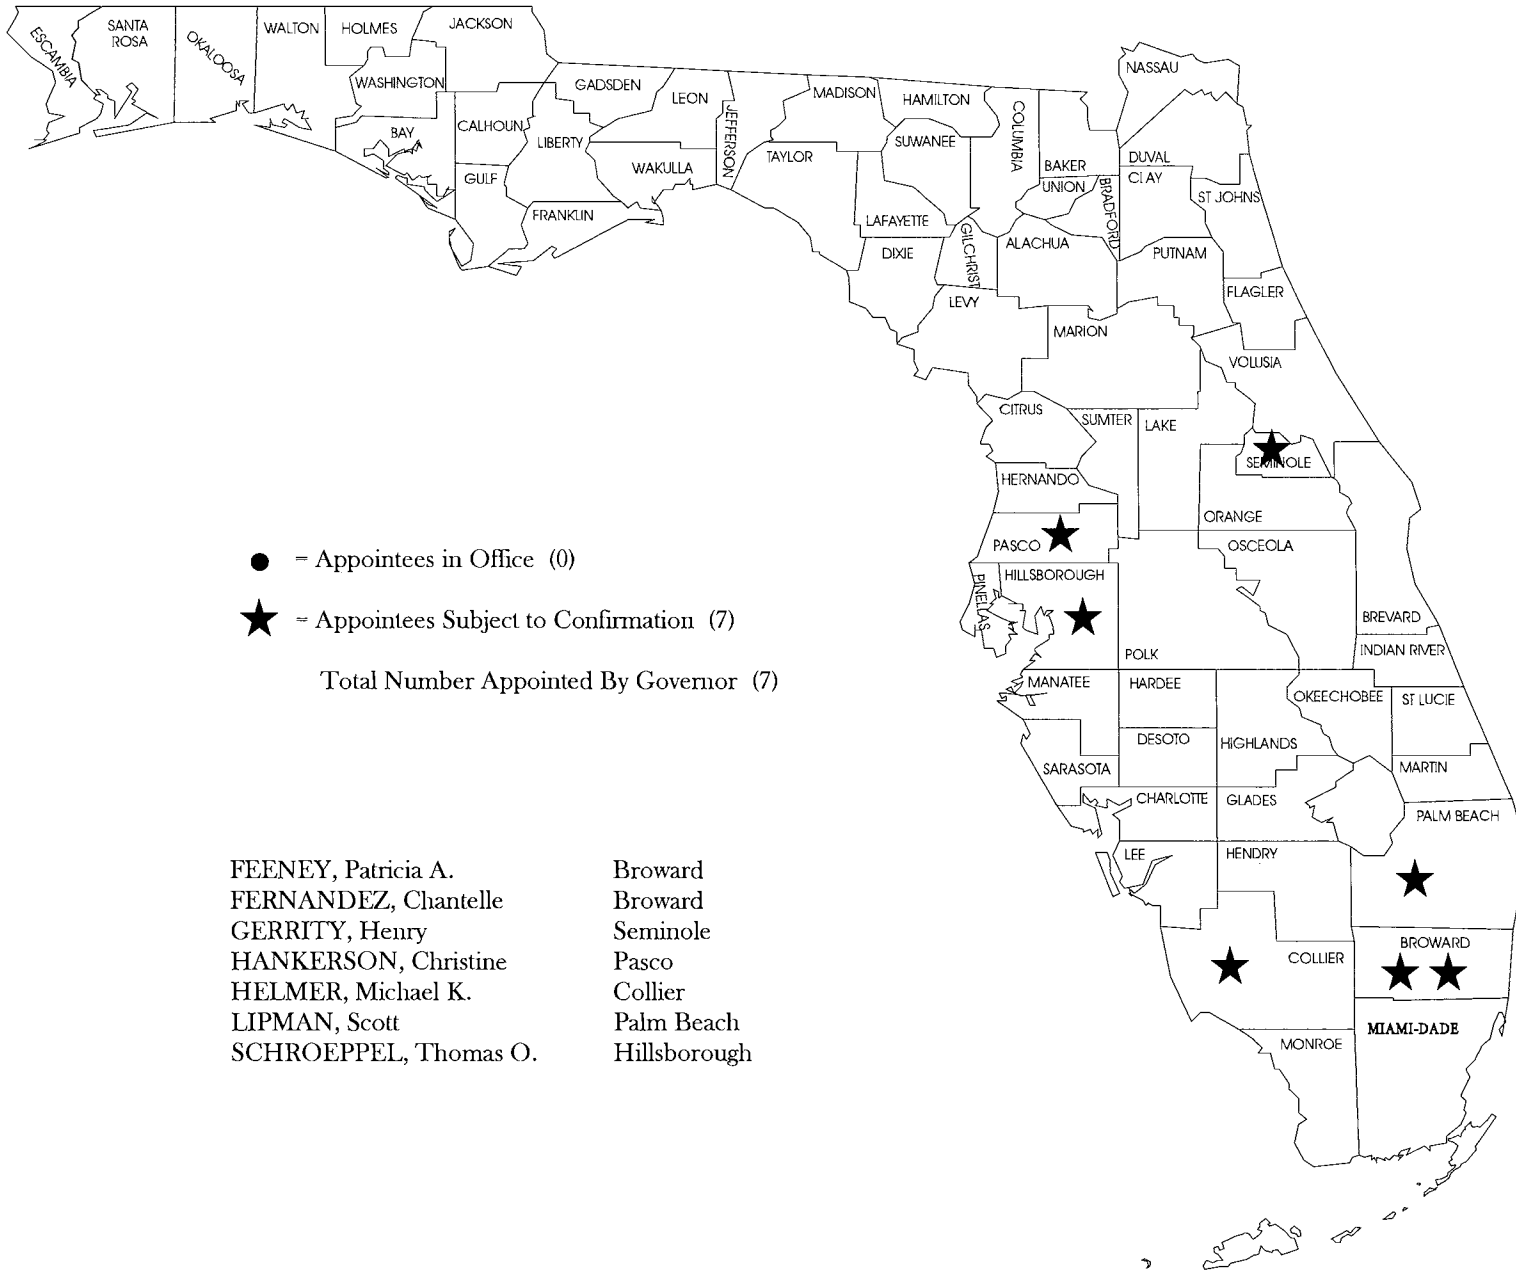 ESCAMBIA
SANTA
ROSA
OKALOOSA
WALTON
HOLMES
JACKSON
WASHINGTON
BAY
CALHOUN
GULF
GADSDEN
LIBERTY
FRANKLIN
LEON
WAKULLA
JEFFERSON
MADISON
TAYLOR
HAMILTON
SUWANEE
LAFAYETTE
DIXIE
COLUMBIA
GILCHRIST
LEVY
NASSAU
BAKER
UNION
BRADFORD
DUVAL
CLAY
ST JOHNS
ALACHUA
PUTNAM
FLAGLER
MARION
VOLUSIA
CITRUS
SUMTER
LAKE
SEMINOLE
HERNANDO
ORANGE
PASCO
OSCEOLA
PINELLAS
HILLSBOROUGH
BREVARD
POLK
INDIAN RIVER
MANATEE
HARDEE
OKEECHOBEE
ST LUCIE
DESOTO
HIGHLANDS
SARASOTA
MARTIN
CHARLOTTE
GLADES
PALM BEACH
LEE
HENDRY
COLLIER
BROWARD
MIAMI-DADE
MONROE
= Appointees in Office (0)
= Appointees Subject to Confirmation (7)
Total Number Appointed By Governor (7)
FEENEY, Patricia A. Broward
FERNANDEZ, Chantelle Broward
GERRITY, Henry Seminole
HANKERSON, Christine Pasco
HELMER, Michael K. Collier
LIPMAN, Scott Palm Beach
SCHROEPPEL, Thomas O. Hillsborough